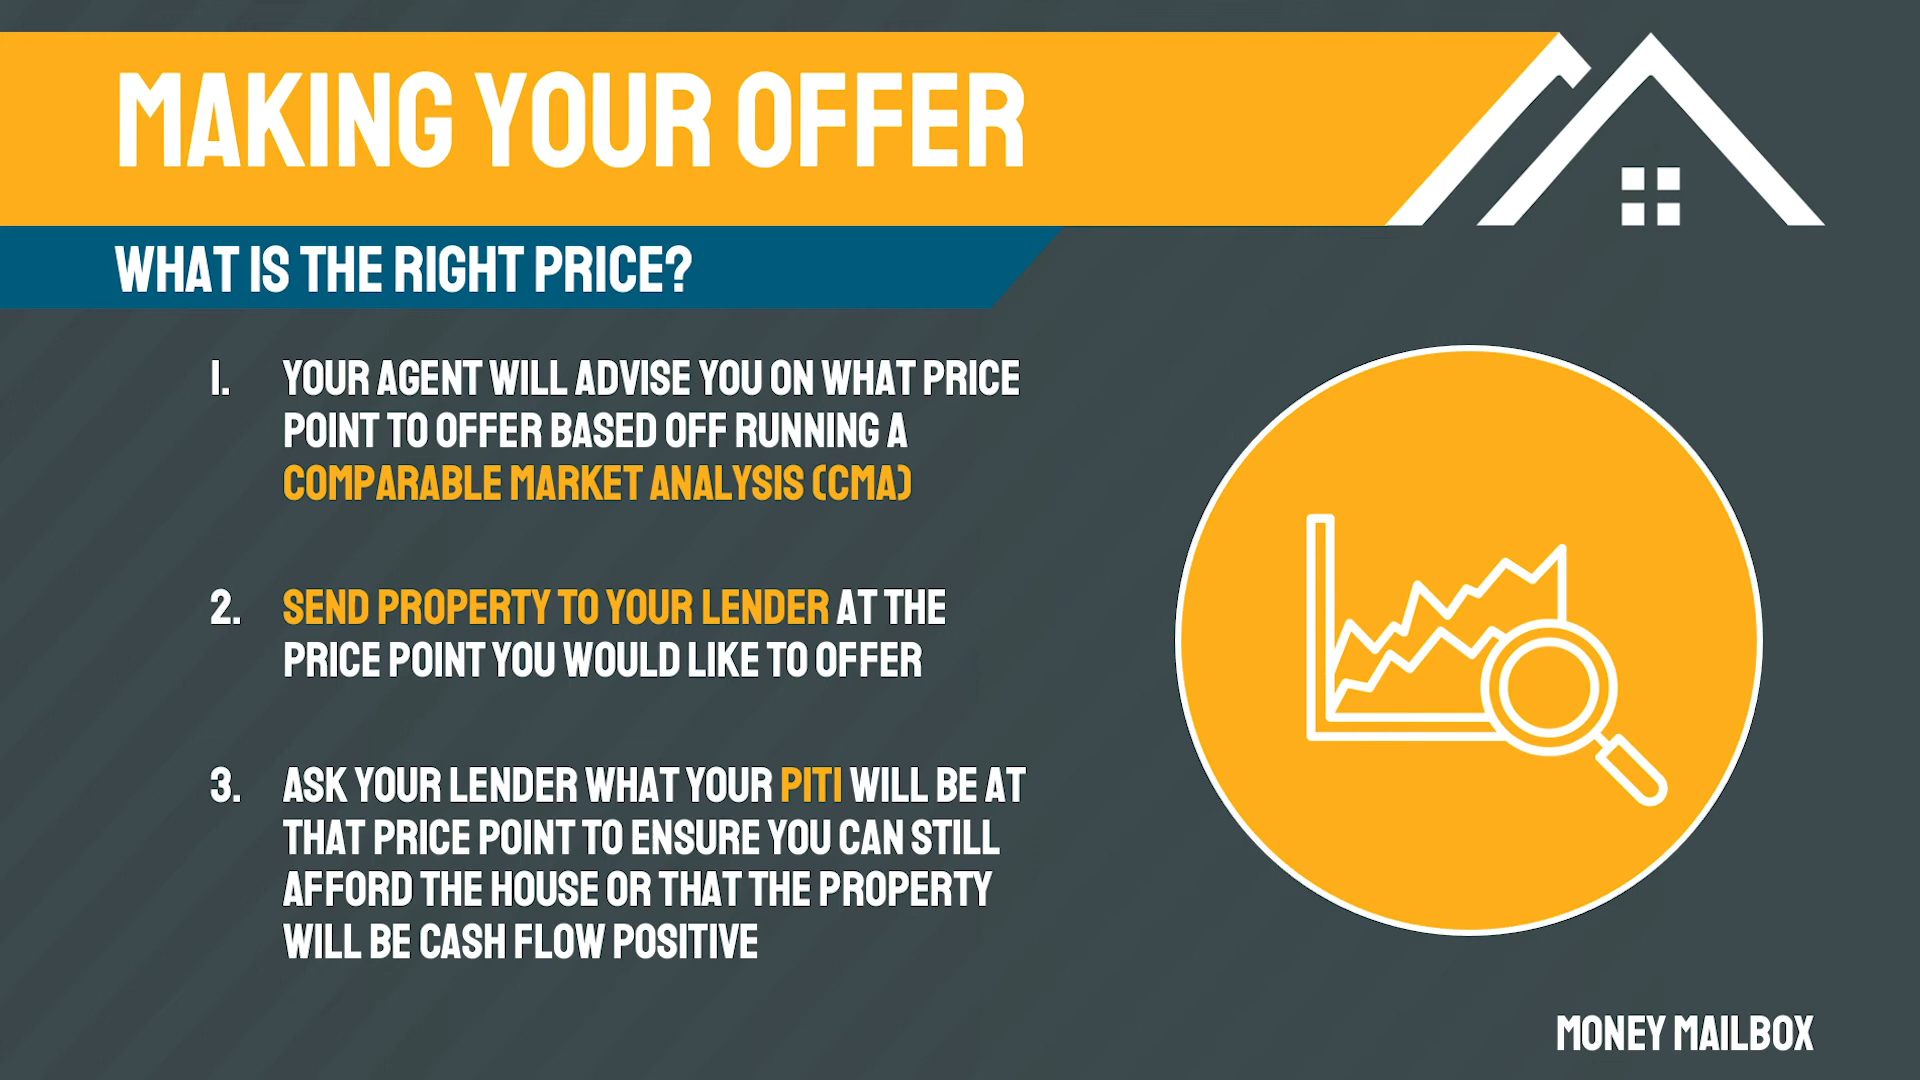 MAKING YOUR OFFER
WHAT IS THE RIGHT PRICE?
1. YOUR AGENT WILL ADVISE YOU ON WHAT PRICE
POINT TO OFFER BASED OFF RUNNING A
COMPARABLE MARKET ANALYSIS (CMA)
2. SEND PROPERTY TO YOUR LENDER AT THE
PRICE POINT YOU WOULD LIKE TO OFFER
3. ASK YOUR LENDER WHAT YOUR PITI WILL BE AT
THAT PRICE POINT TO ENSURE YOU CAN STILL
AFFORD THE HOUSE OR THAT THE PROPERTY
WILL BE CASH FLOW POSITIVE
MONEY MAILBOX